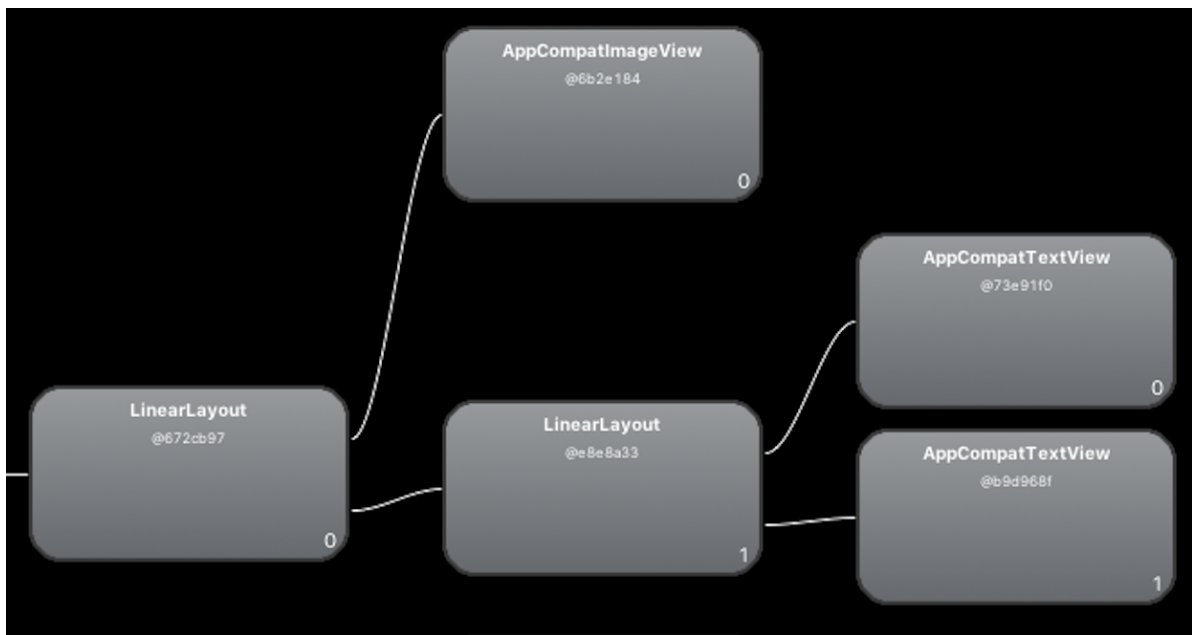 AppCompatImageView
@6b2e184
0
AppCompatTextView
@73e91f0
0
LinearLayout
@672cb97
0
LinearLayout
@e8e8a33
1
AppCompatTextView
@b9d968f
1